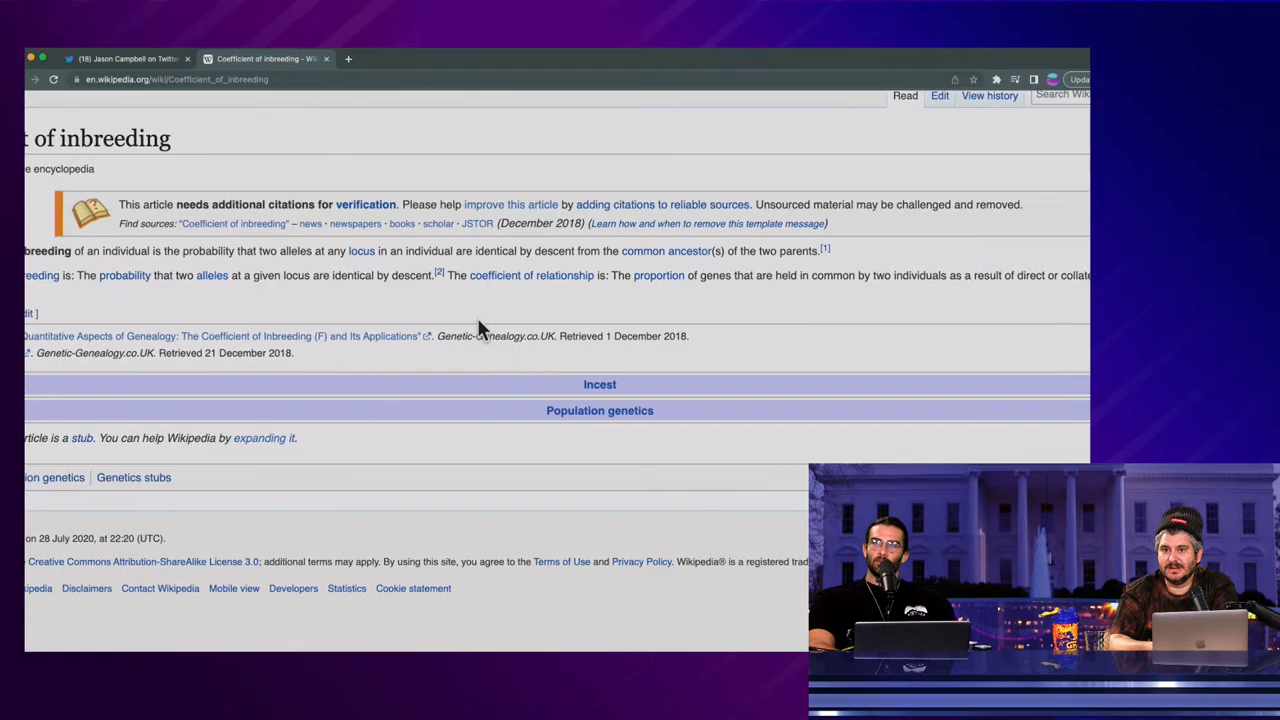 (18) Jason Campbell on Twitte
Coefficient of inbreeding - Wi
en.wikipedia.org/wiki/Coefficient_of_inbreeding
Upda
Read Edit View history Search Wiki
t of inbreeding
e encyclopedia
This article needs additional citations for verification. Please help improve this article by adding citations to reliable sources. Unsourced material may be challenged and removed.
Find sources: "Coefficient of inbreeding" – news · newspapers · books · scholar · JSTOR (December 2018) (Learn how and when to remove this template message)
breeding of an individual is the probability that two alleles at any locus in an individual are identical by descent from the common ancestor(s) of the two parents.[1]
reeding is: The probability that two alleles at a given locus are identical by descent.[2] The coefficient of relationship is: The proportion of genes that are held in common by two individuals as a result of direct or collate
dit ]
Quantitative Aspects of Genealogy: The Coefficient of Inbreeding (F) and Its Applications". Genetic-Genealogy.co.UK. Retrieved 1 December 2018.
. Genetic-Genealogy.co.UK. Retrieved 21 December 2018.
Incest
Population genetics
rticle is a stub. You can help Wikipedia by expanding it.
ion genetics | Genetics stubs
on 28 July 2020, at 22:20 (UTC).
Creative Commons Attribution-ShareAlike License 3.0; additional terms may apply. By using this site, you agree to the Terms of Use and Privacy Policy. Wikipedia® is a registered trad
kipedia Disclaimers Contact Wikipedia Mobile view Developers Statistics Cookie statement